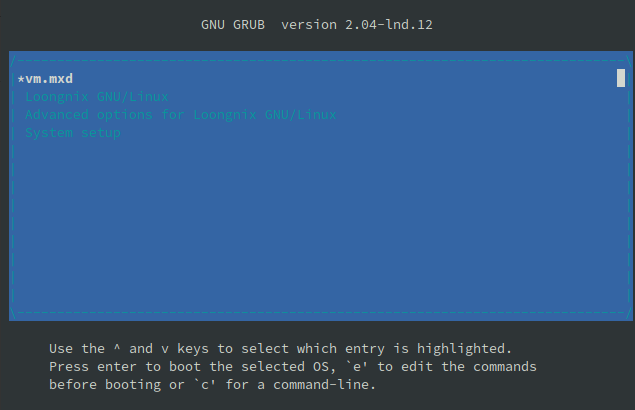 GNU GRUB  version 2.04-lnd.12
*vm.mxd
Loongnix GNU/Linux
Advanced options for Loongnix GNU/Linux
System setup
Use the ^ and v keys to select which entry is highlighted.
Press enter to boot the selected OS, `e' to edit the commands
before booting or `c' for a command-line.